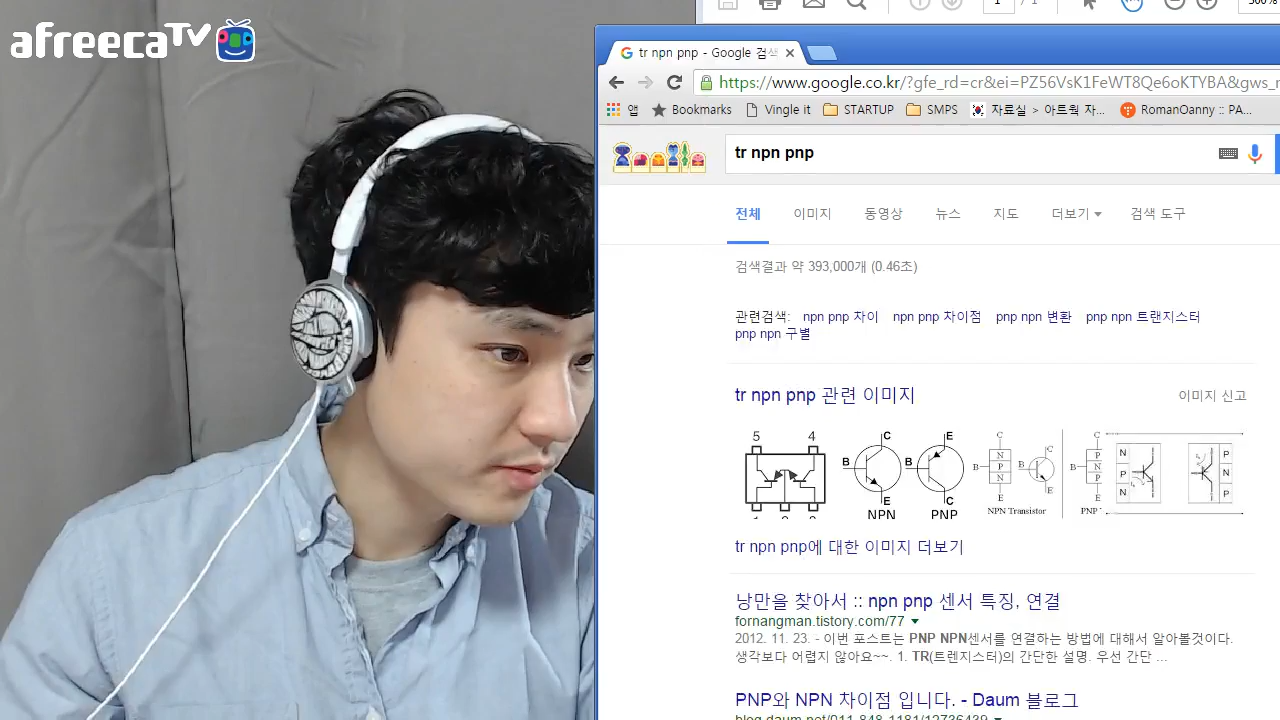 afreecaTV
1 / 1
tr npn pnp - Google 검색
https://www.google.co.kr/?gfe_rd=cr&ei=PZ56VsK1FeWT8Qe6oKTYBA&gws_r
앱 Bookmarks Vingle it STARTUP SMPS 자료실 > 아트웍 자... RomanOanny :: PA...
tr npn pnp
전체 이미지 동영상 뉴스 지도 더보기 검색 도구
검색결과 약 393,000개 (0.46초)
관련검색: npn pnp 차이 npn pnp 차이점 pnp npn 변환 pnp npn 트랜지스터
pnp npn 구별
tr npn pnp 관련 이미지 이미지 신고
5 4 C E C C
B B B N P N B C E B P N P N P N P N P
E C E E
NPN PNP NPN Transistor PNP
tr npn pnp에 대한 이미지 더보기
낭만을 찾아서 :: npn pnp 센서 특징, 연결
fornangman.tistory.com/77
2012. 11. 23. - 이번 포스트는 PNP NPN센서를 연결하는 방법에 대해서 알아볼것이다.
생각보다 어렵지 않아요~~. 1. TR(트렌지스터)의 간단한 설명. 우선 간단 ...
PNP와 NPN 차이점 입니다. - Daum 블로그
blog.daum.net/011-848-1181/12736439